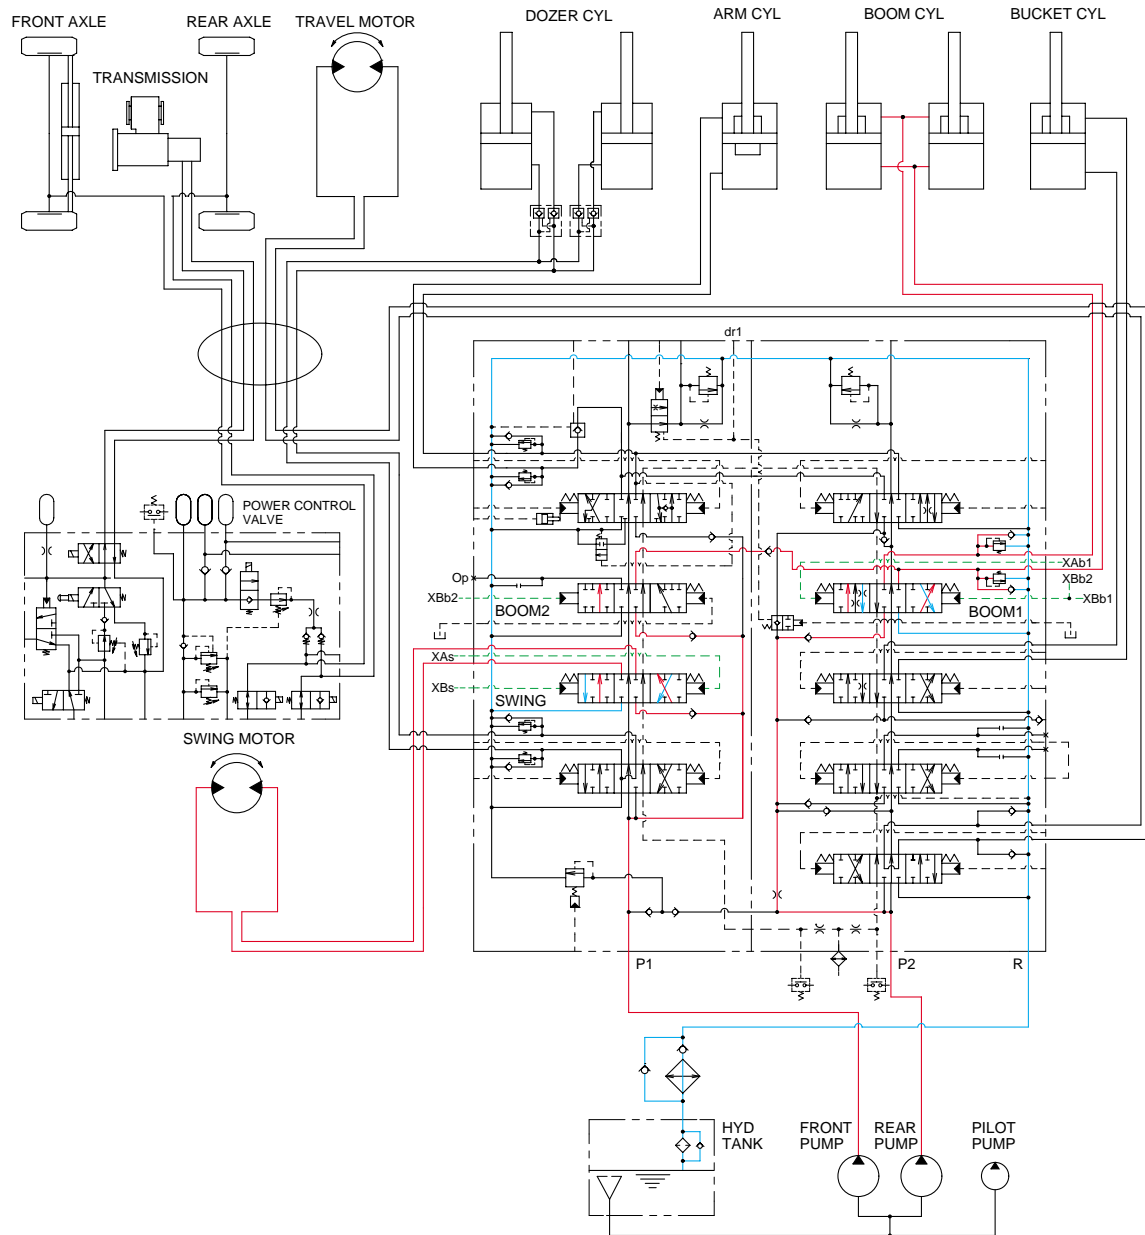 FRONT AXLE
REAR AXLE
TRAVEL MOTOR
DOZER CYL
ARM CYL
BOOM CYL
BUCKET CYL
TRANSMISSION
dr1
POWER CONTROL
VALVE
Op
XBb2
BOOM2
XAs
XBs
SWING
XAb1
XBb2
XBb1
BOOM1
SWING MOTOR
P1
P2
R
HYD
TANK
FRONT
PUMP
REAR
PUMP
PILOT
PUMP